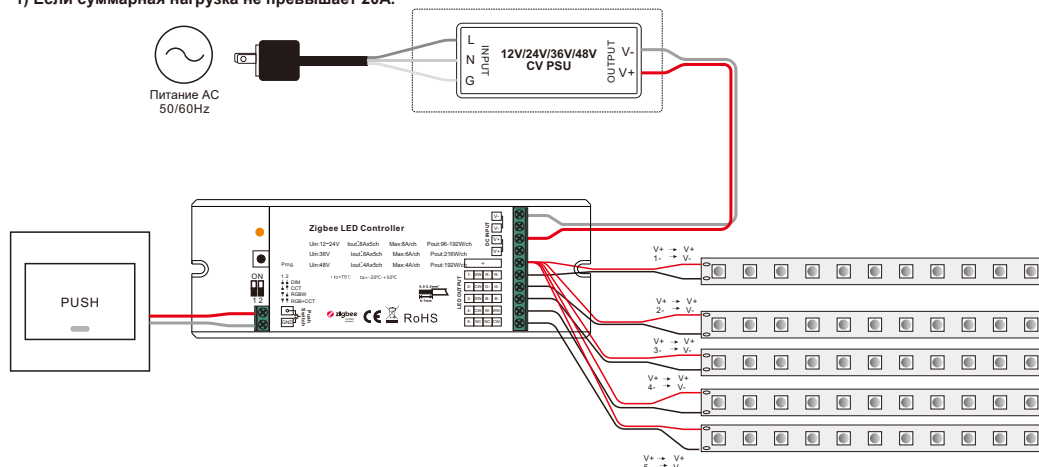 1) Если суммарная нагрузка не превышает 20A.
Питание AC
50/60Hz
L
N
G
INPUT
12V/24V/36V/48V
CV PSU
OUTPUT
V-
V+
PUSH
Zigbee LED Controller
Uin:12~24V Iout:8Ax5ch Max:8A/ch Pout:96-192W/ch
Uin:36V Iout:6Ax5ch Max:6A/ch Pout:216W/ch
Uin:48V Iout:4Ax5ch Max:4A/ch Pout:192W/ch
Prog.
ON
1 2
1 2
DIM
CCT
RGBW
RGB+CCT
Push
Switch
GND
zigbee
CE
RoHS
DC INPUT
V-
V-
V+
V+
LED OUTPUT
+
V+ → V+
1- → V-
V+ → V+
2- → V-
V+ → V+
3- → V-
V+ → V+
4- → V-
V+ → V+